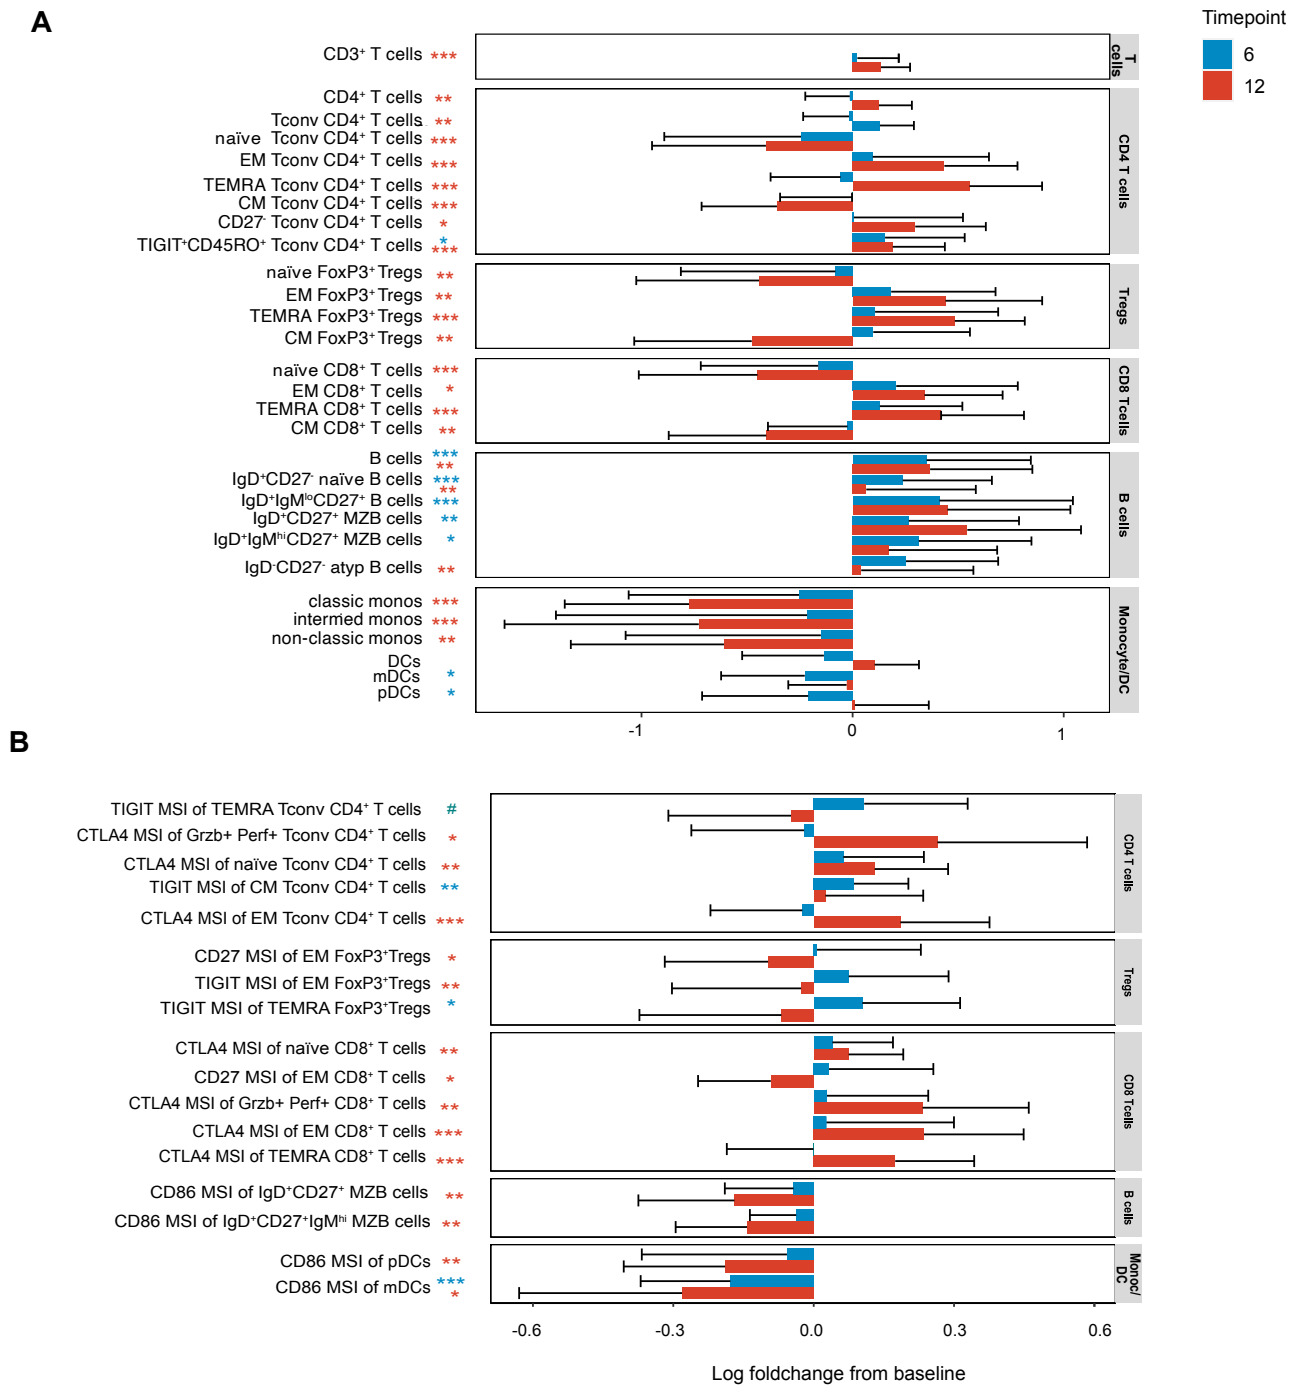 A
Timepoint
6
12
CD3⁺ T cells ***
T cells
CD4⁺ T cells **
Tconv CD4⁺ T cells **
naïve Tconv CD4⁺ T cells ***
EM Tconv CD4⁺ T cells ***
TEMRA Tconv CD4⁺ T cells ***
CM Tconv CD4⁺ T cells ***
CD27⁻ Tconv CD4⁺ T cells *
TIGIT⁺CD45RO⁺ Tconv CD4⁺ T cells * ***
CD4 T cells
naïve FoxP3⁺Tregs **
EM FoxP3⁺Tregs **
TEMRA FoxP3⁺Tregs ***
CM FoxP3⁺Tregs **
Tregs
naïve CD8⁺ T cells ***
EM CD8⁺ T cells *
TEMRA CD8⁺ T cells ***
CM CD8⁺ T cells **
CD8 Tcells
B cells *** **
IgD⁺CD27⁻ naïve B cells *** **
IgD⁺IgMˡᵒCD27⁺ B cells ***
IgD⁺CD27⁺ MZB cells **
IgD⁺IgMʰⁱCD27⁺ MZB cells *
IgD⁻CD27⁻ atyp B cells **
B cells
classic monos ***
intermed monos ***
non-classic monos **
DCs
mDCs *
pDCs *
Monocyte/DC
-1 0 1
B
TIGIT MSI of TEMRA Tconv CD4⁺ T cells #
CTLA4 MSI of Grzb+ Perf+ Tconv CD4⁺ T cells *
CTLA4 MSI of naïve Tconv CD4⁺ T cells **
TIGIT MSI of CM Tconv CD4⁺ T cells **
CTLA4 MSI of EM Tconv CD4⁺ T cells ***
CD4 T cells
CD27 MSI of EM FoxP3⁺Tregs *
TIGIT MSI of EM FoxP3⁺Tregs **
TIGIT MSI of TEMRA FoxP3⁺Tregs *
Tregs
CTLA4 MSI of naïve CD8⁺ T cells **
CD27 MSI of EM CD8⁺ T cells *
CTLA4 MSI of Grzb+ Perf+ CD8⁺ T cells **
CTLA4 MSI of EM CD8⁺ T cells ***
CTLA4 MSI of TEMRA CD8⁺ T cells ***
CD8 Tcells
CD86 MSI of IgD⁺CD27⁺ MZB cells **
CD86 MSI of IgD⁺CD27⁺IgMʰⁱ MZB cells **
B cells
CD86 MSI of pDCs **
CD86 MSI of mDCs *** *
Monoc/
DC
-0.6 -0.3 0.0 0.3 0.6
Log foldchange from baseline